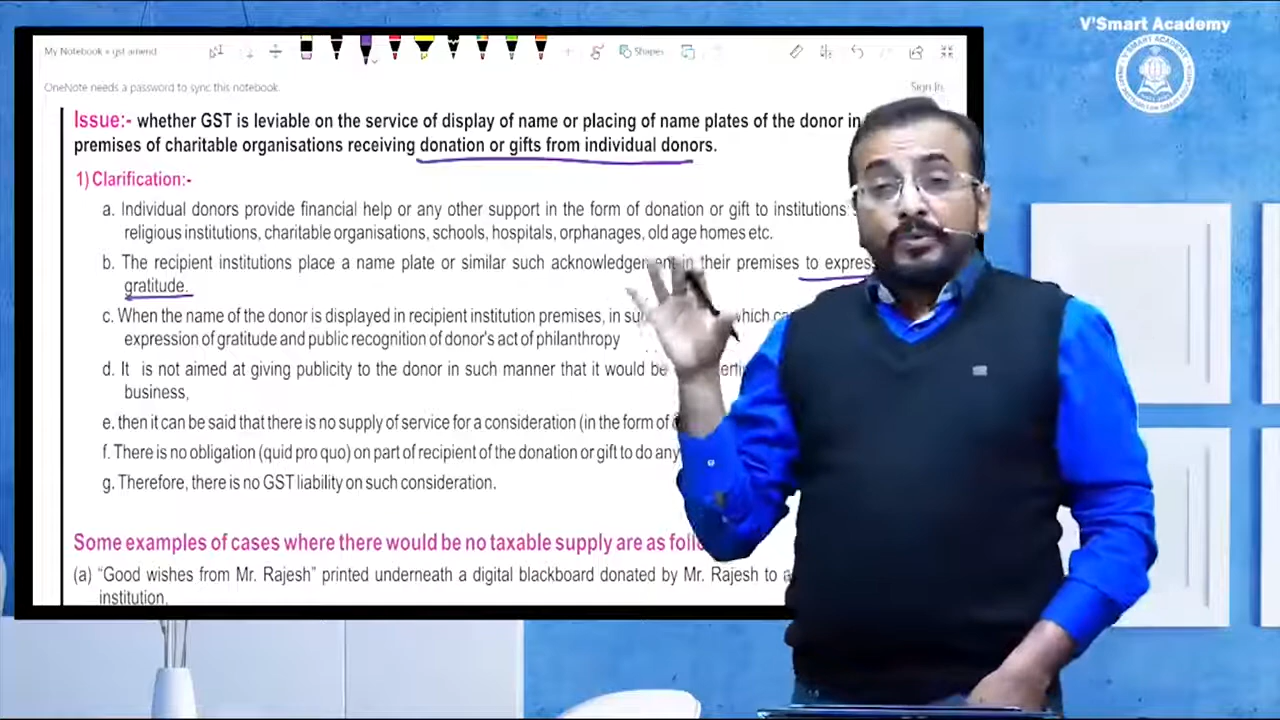 V'Smart Academy
My Notebook » gst amend
Shapes
OneNote needs a password to sync this notebook.
Sign In
Issue:- whether GST is leviable on the service of display of name or placing of name plates of the donor in
premises of charitable organisations receiving donation or gifts from individual donors.
1) Clarification:-
a. Individual donors provide financial help or any other support in the form of donation or gift to institutions
religious institutions, charitable organisations, schools, hospitals, orphanages, old age homes etc.
b. The recipient institutions place a name plate or similar such in their premises to express
gratitude.
c. When the name of the donor is displayed in recipient institution premises, in
expression of gratitude and public recognition of donor's act of philanthropy
d. It is not aimed at giving publicity to the donor in such manner that it would be
business,
e. then it can be said that there is no supply of service for a consideration (in the form of
f. There is no obligation (quid pro quo) on part of recipient of the donation or gift to do any
g. Therefore, there is no GST liability on such consideration.
Some examples of cases where there would be no taxable supply are as
(a) “Good wishes from Mr. Rajesh” printed underneath a digital blackboard donated by Mr. Rajesh to a
institution,